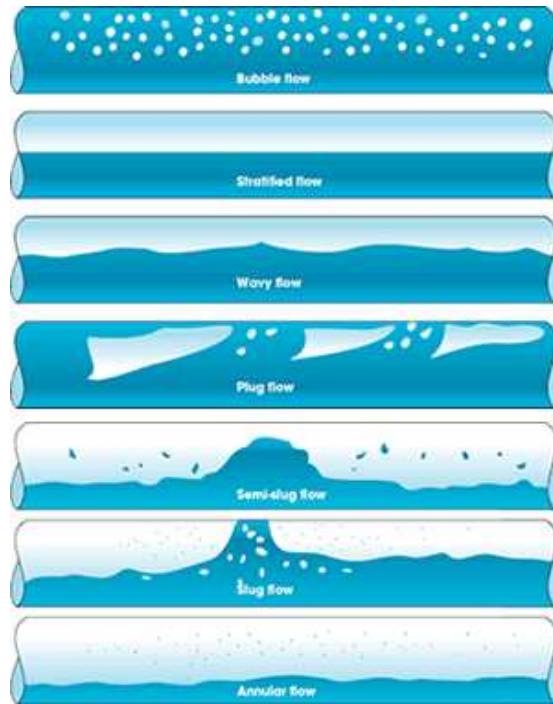 Bubble flow
Stratified flow
Wavy flow
Plug flow
Semi-slug flow
Slug flow
Annular flow